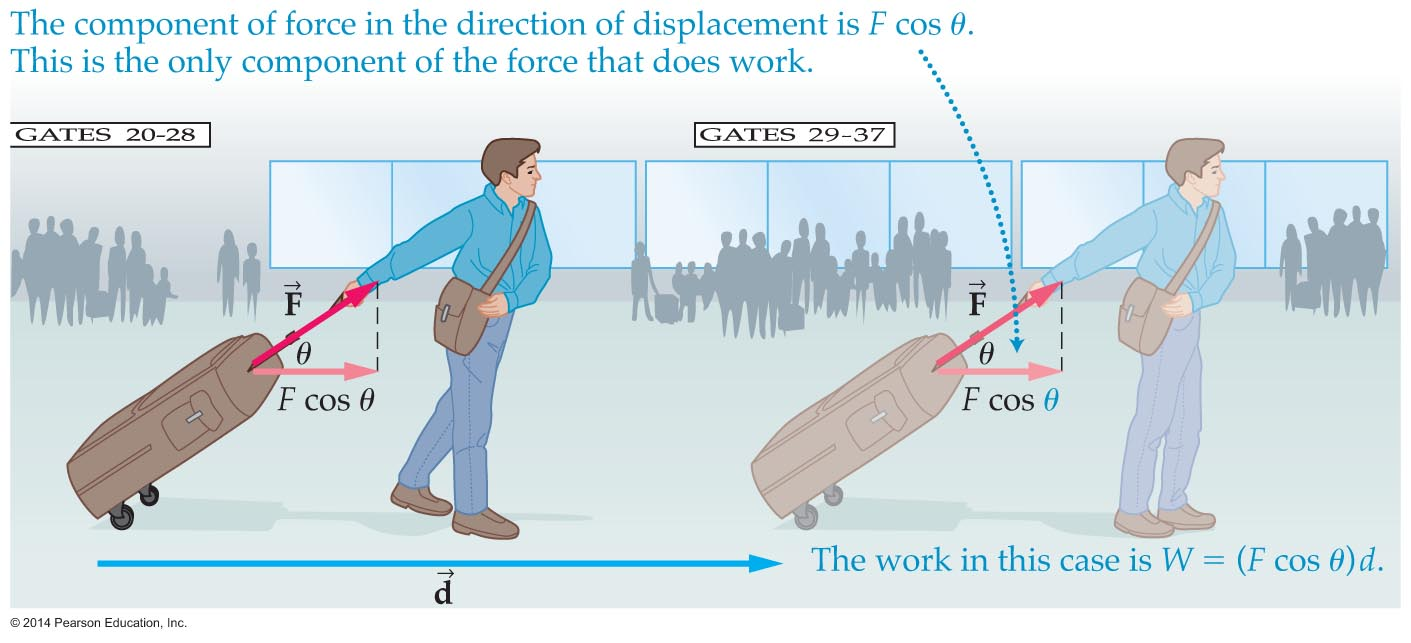 The component of force in the direction of displacement is F cos θ.
This is the only component of the force that does work.
GATES 20-28
GATES 29-37
F
θ
F cos θ
F
θ
F cos θ
The work in this case is W = (F cos θ)d.
d
© 2014 Pearson Education, Inc.